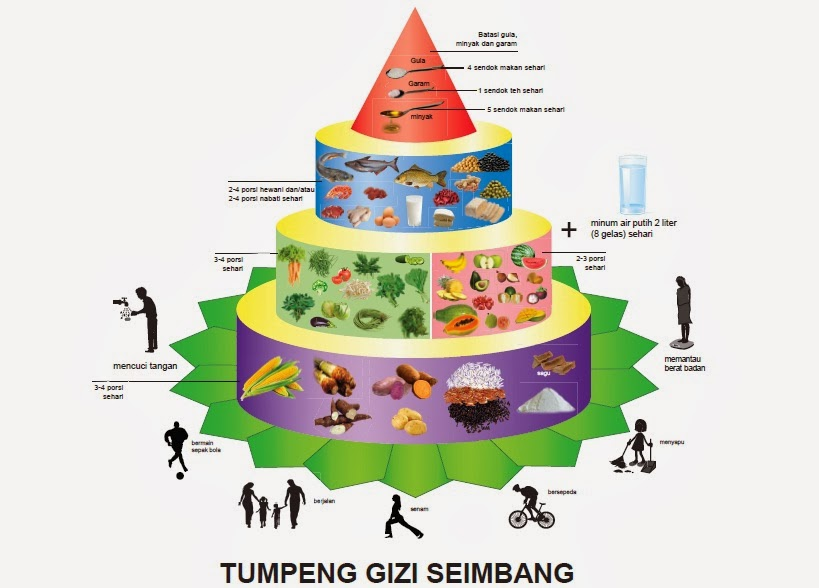 Batasi gula,
minyak dan garam
Gula
4 sendok makan sehari
Garam
1 sendok teh sehari
5 sendok makan sehari
minyak
2-4 porsi hewani dan/atau
2-4 porsi nabati sehari
+
minum air putih 2 liter
(8 gelas) sehari
3-4 porsi
sehari
2-3 porsi
sehari
mencuci tangan
memantau
berat badan
3-4 porsi
sehari
sagu
bermain
sepak bola
menyapu
berjalan
senam
bersepeda
TUMPENG GIZI SEIMBANG